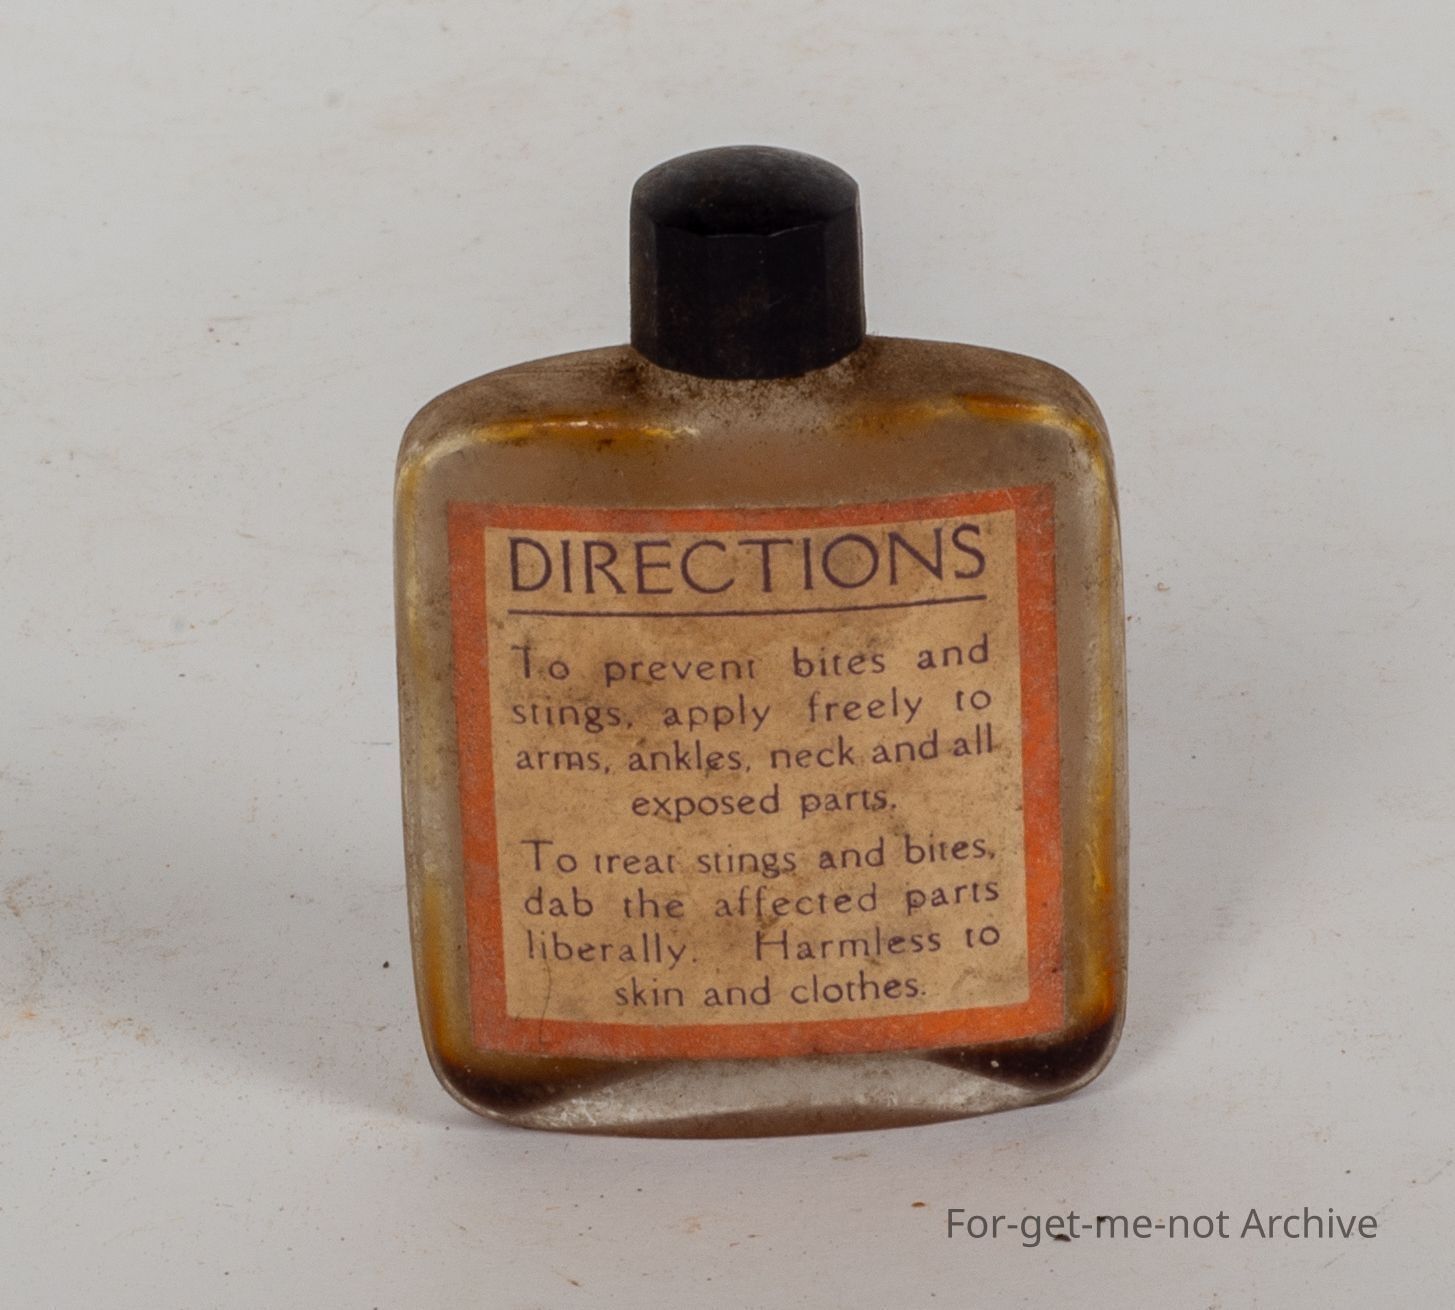 DIRECTIONS
To prevent bites and
stings, apply freely to
arms, ankles, neck and all
exposed parts.
To treat stings and bites,
dab the affected parts
liberally. Harmless to
skin and clothes.
For-get-me-not Archive